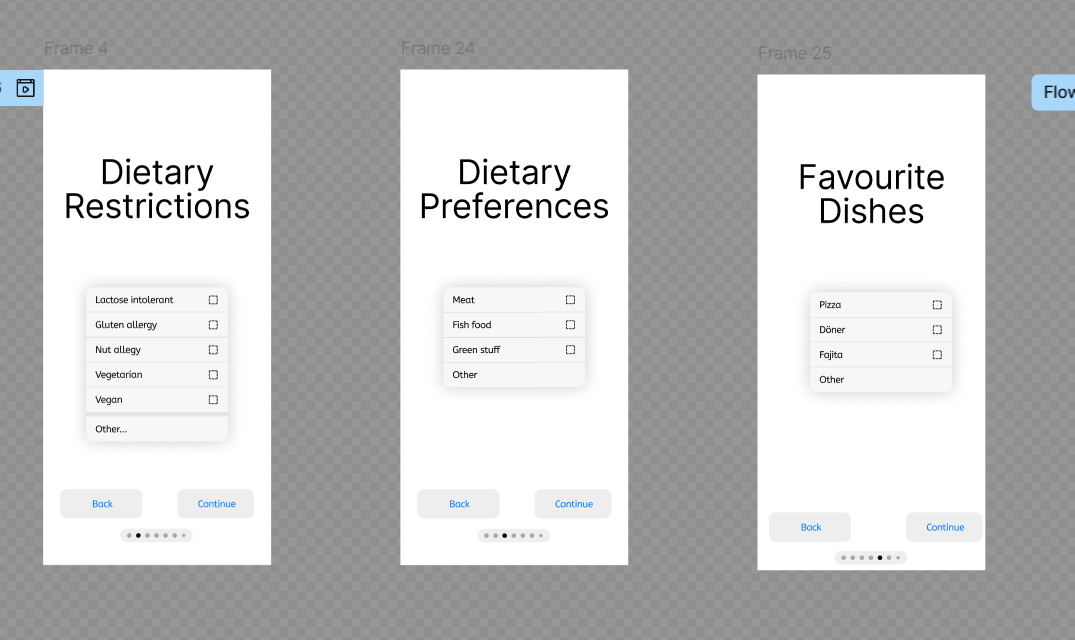 Frame 4
Frame 24
Frame 25
Flow
Dietary
Restrictions
Lactose intolerant
Gluten allergy
Nut allegy
Vegetarian
Vegan
Other...
Back
Continue
Dietary
Preferences
Meat
Fish food
Green stuff
Other
Back
Continue
Favourite
Dishes
Pizza
Döner
Fajita
Other
Back
Continue